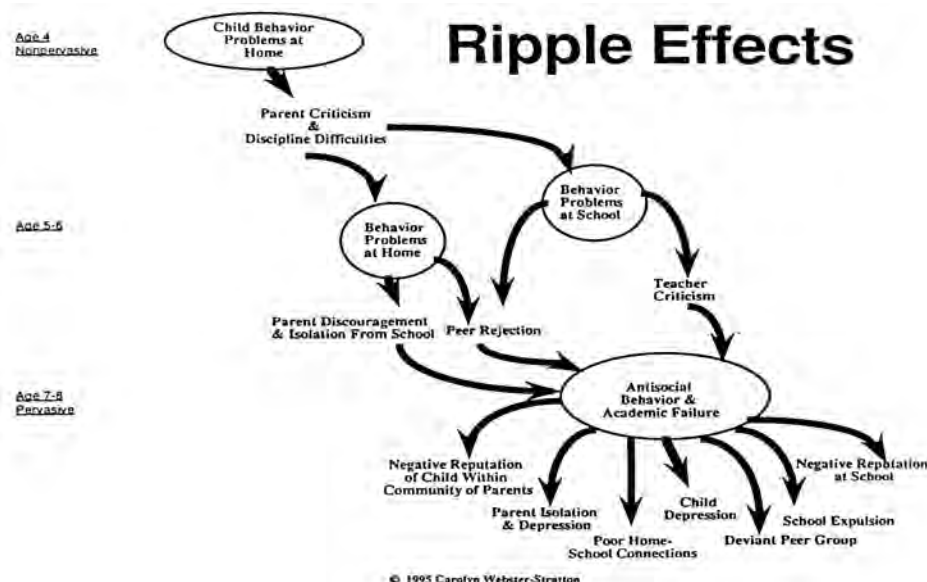 Ripple Effects
Age 4
Nonpervasive
Child Behavior
Problems at
Home
Parent Criticism
&
Discipline Difficulties
Age 5-6
Behavior
Problems
at School
Behavior
Problems
at Home
Teacher
Criticism
Parent Discouragement
& Isolation From School
Peer Rejection
Age 7-8
Pervasive
Antisocial
Behavior &
Academic Failure
Negative Reputation
of Child Within
Community of Parents
Parent Isolation
& Depression
Poor Home-
School Connections
Child
Depression
Deviant Peer Group
School Expulsion
Negative Reputation
at School
© 1995 Carolyn Webster-Stratton